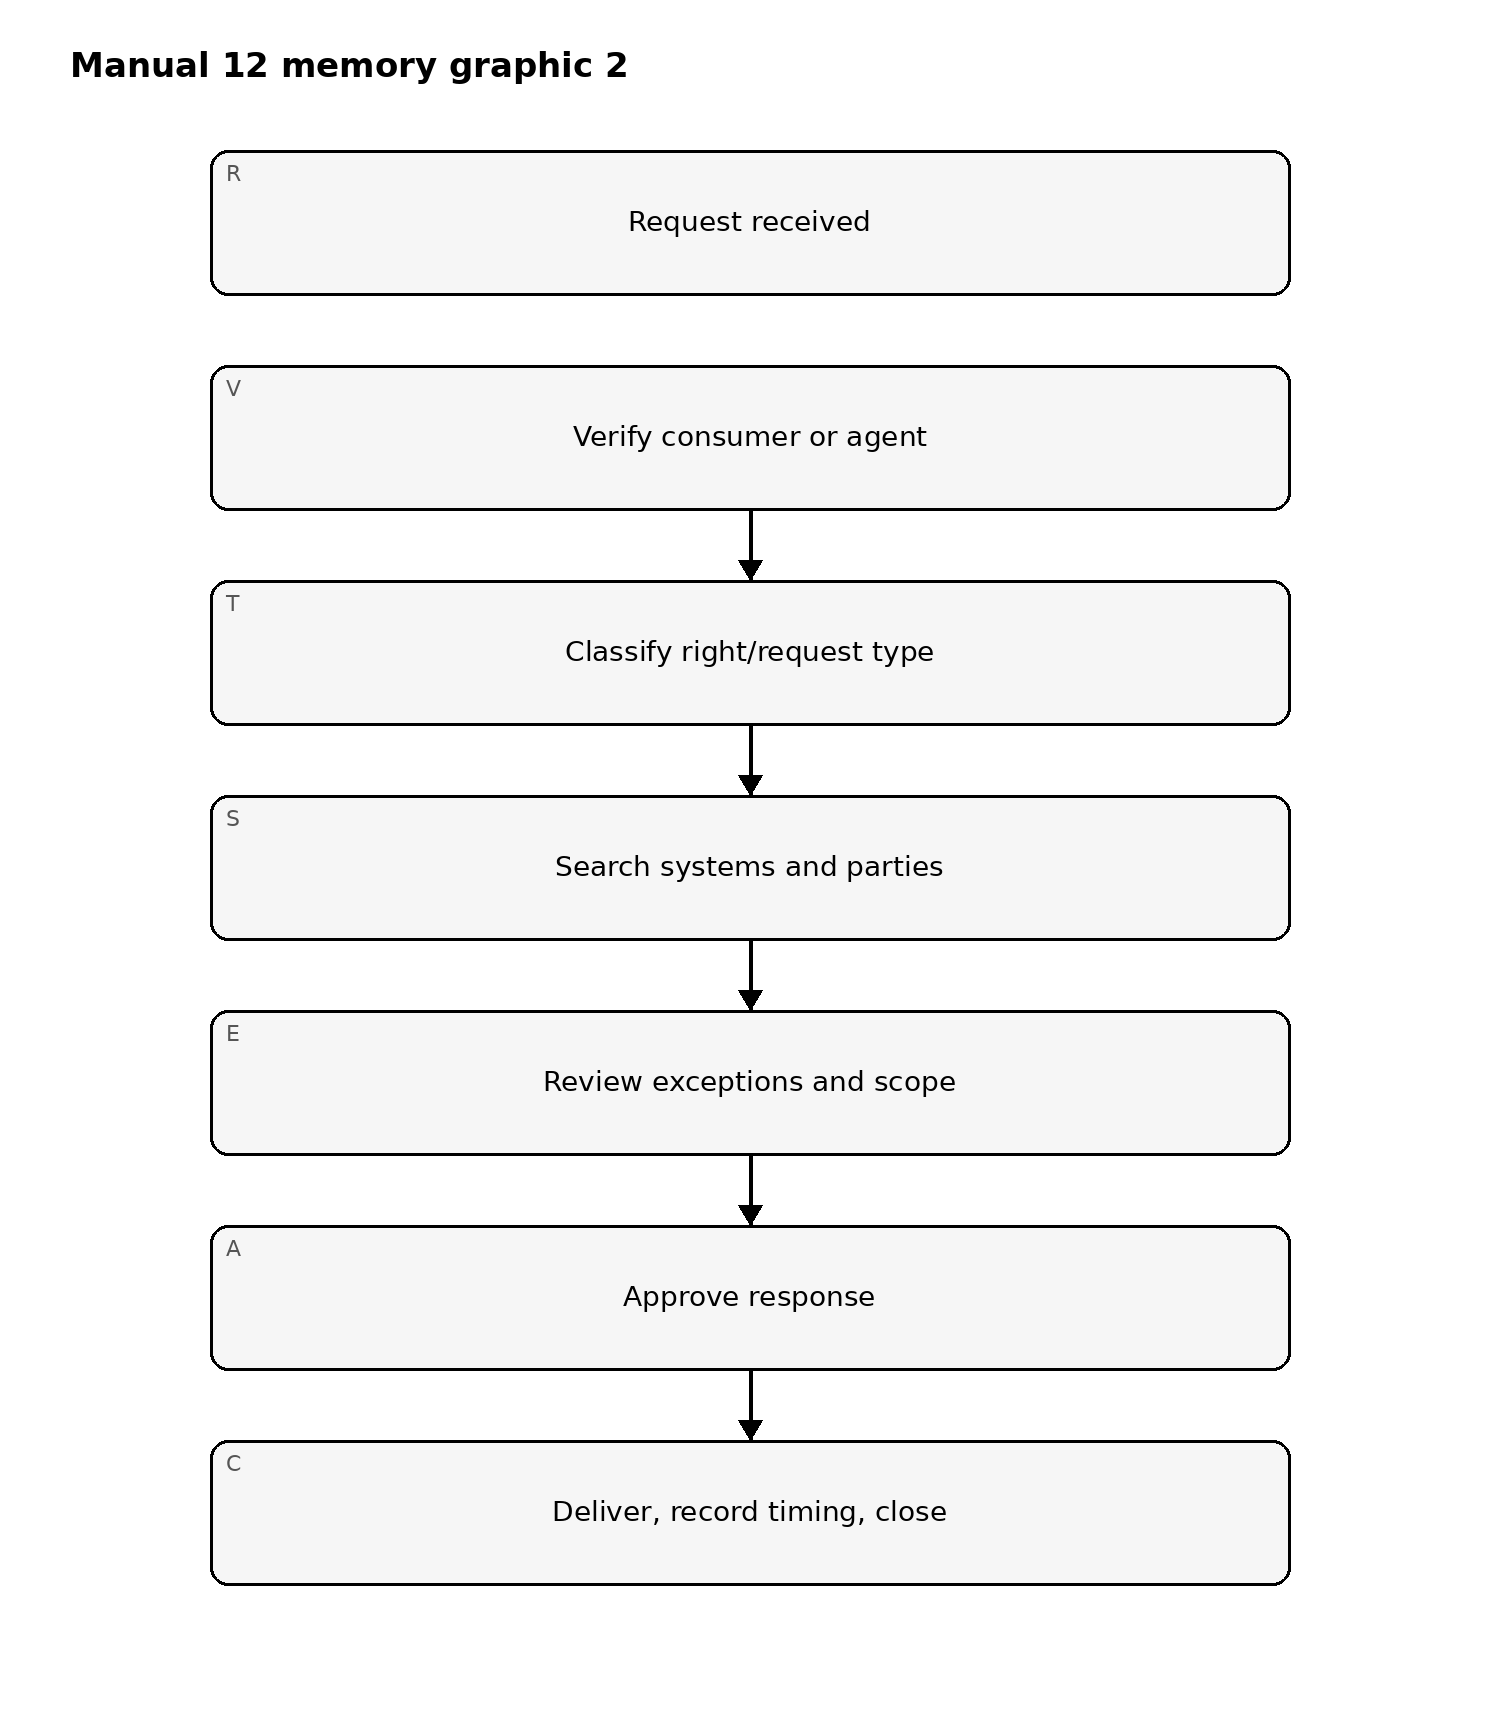 Manual 12 memory graphic 2
R
Request received
V
Verify consumer or agent
T
Classify right/request type
S
Search systems and parties
E
Review exceptions and scope
A
Approve response
C
Deliver, record timing, close